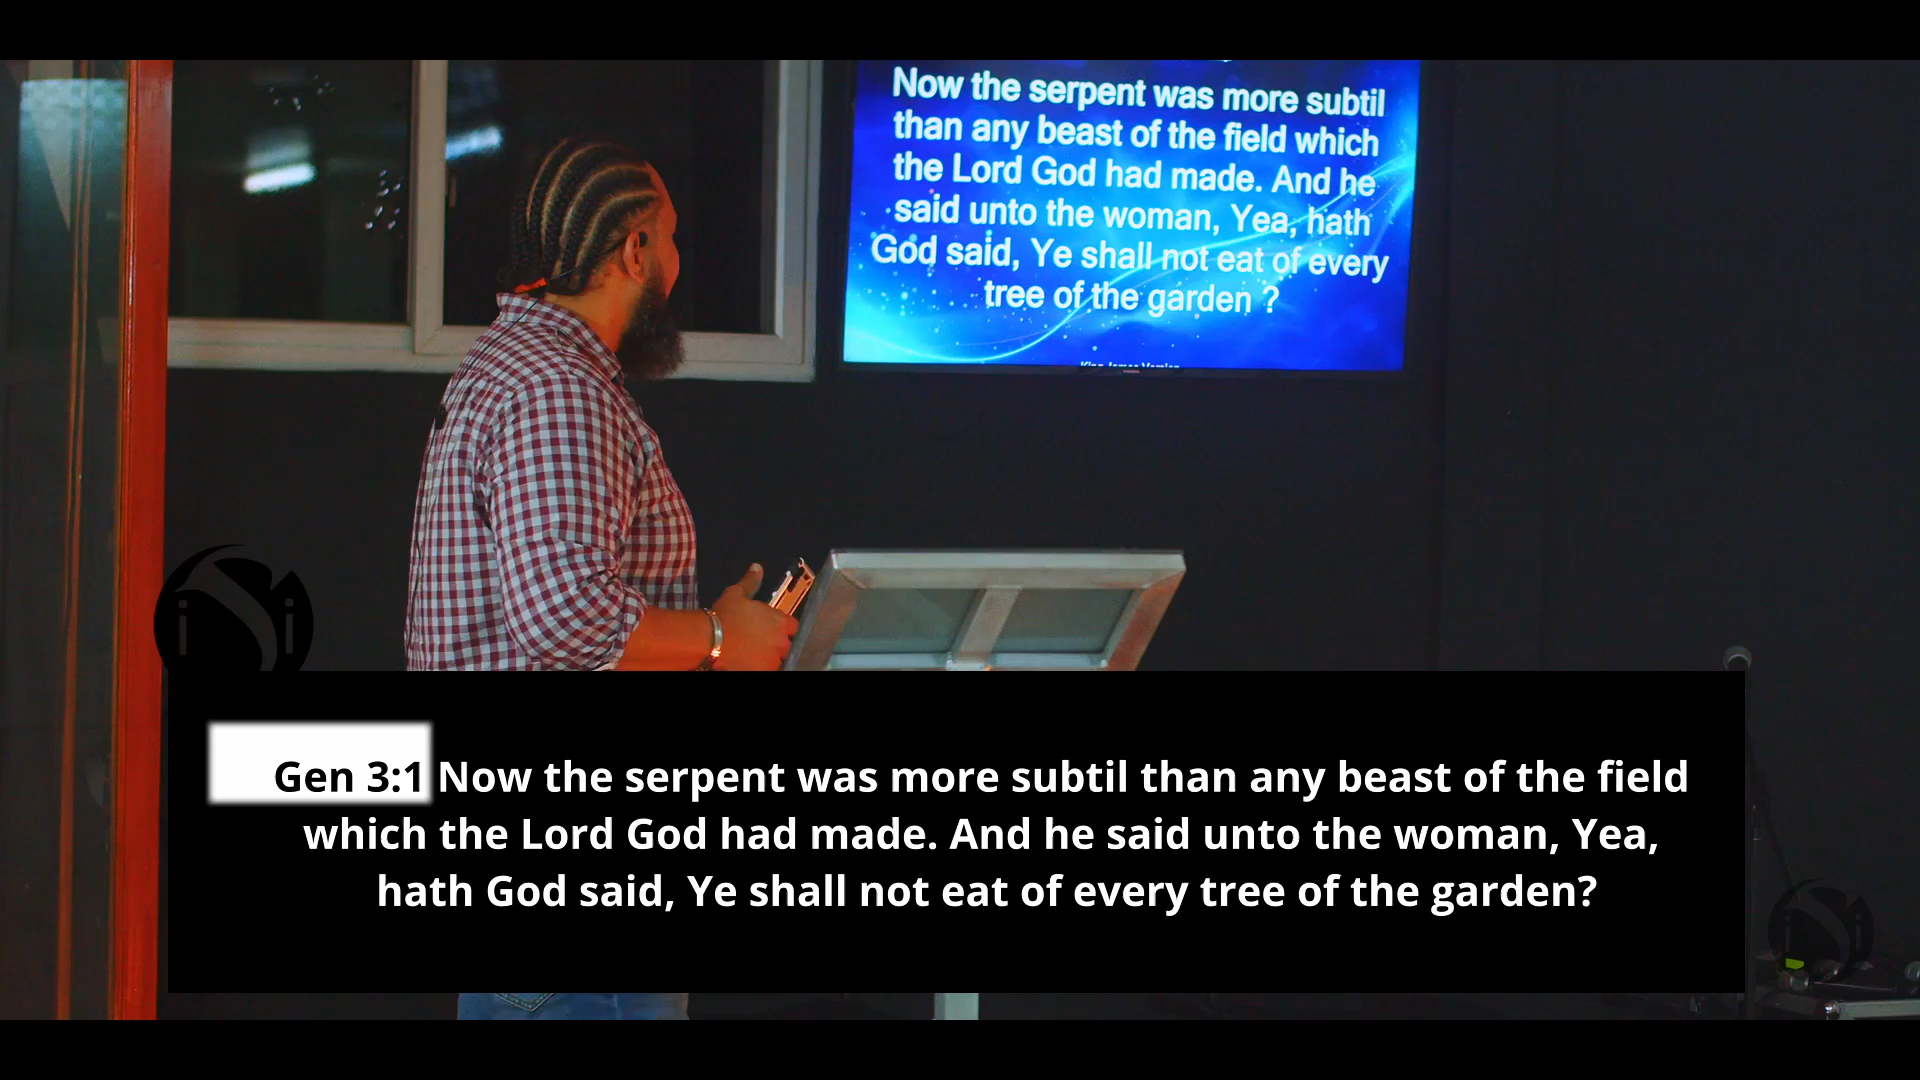 Now the serpent was more subtil
than any beast of the field which
the Lord God had made. And he
said unto the woman, Yea, hath
God said, Ye shall not eat of every
tree of the garden ?
King James Version
Gen 3:1 Now the serpent was more subtil than any beast of the field
which the Lord God had made. And he said unto the woman, Yea,
hath God said, Ye shall not eat of every tree of the garden?